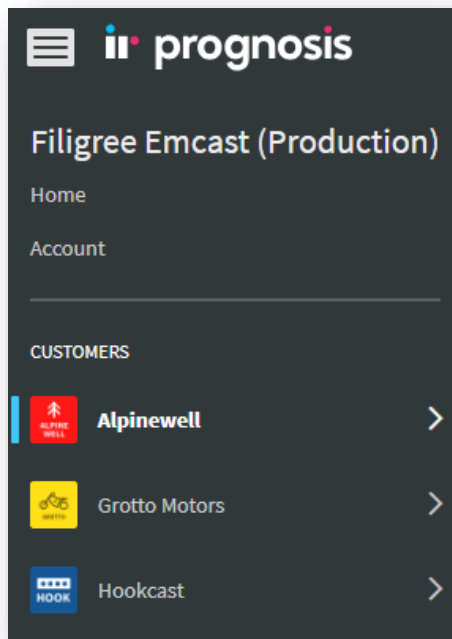 ir prognosis
Filigree Emcast (Production)
Home
Account
CUSTOMERS
ALPINE
WELL
Alpinewell
GROTTO
Grotto Motors
HOOK
Hookcast